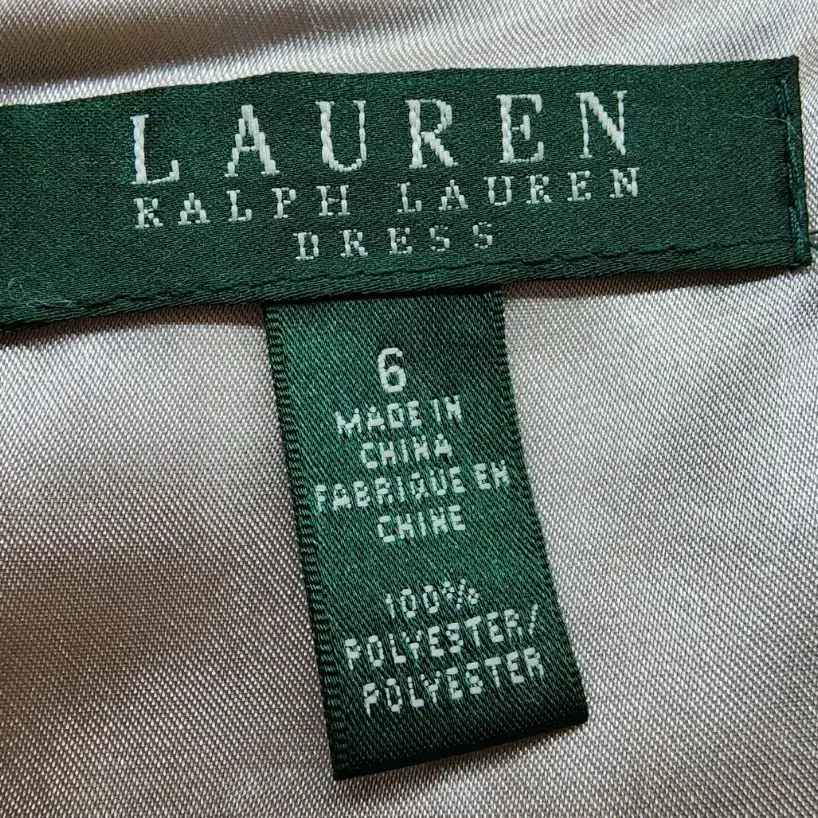 LAUREN
RALPH LAUREN
DRESS
6
MADE IN
CHINA
FABRIQUE EN
CHINE
100%
POLYESTER/
POLYESTER